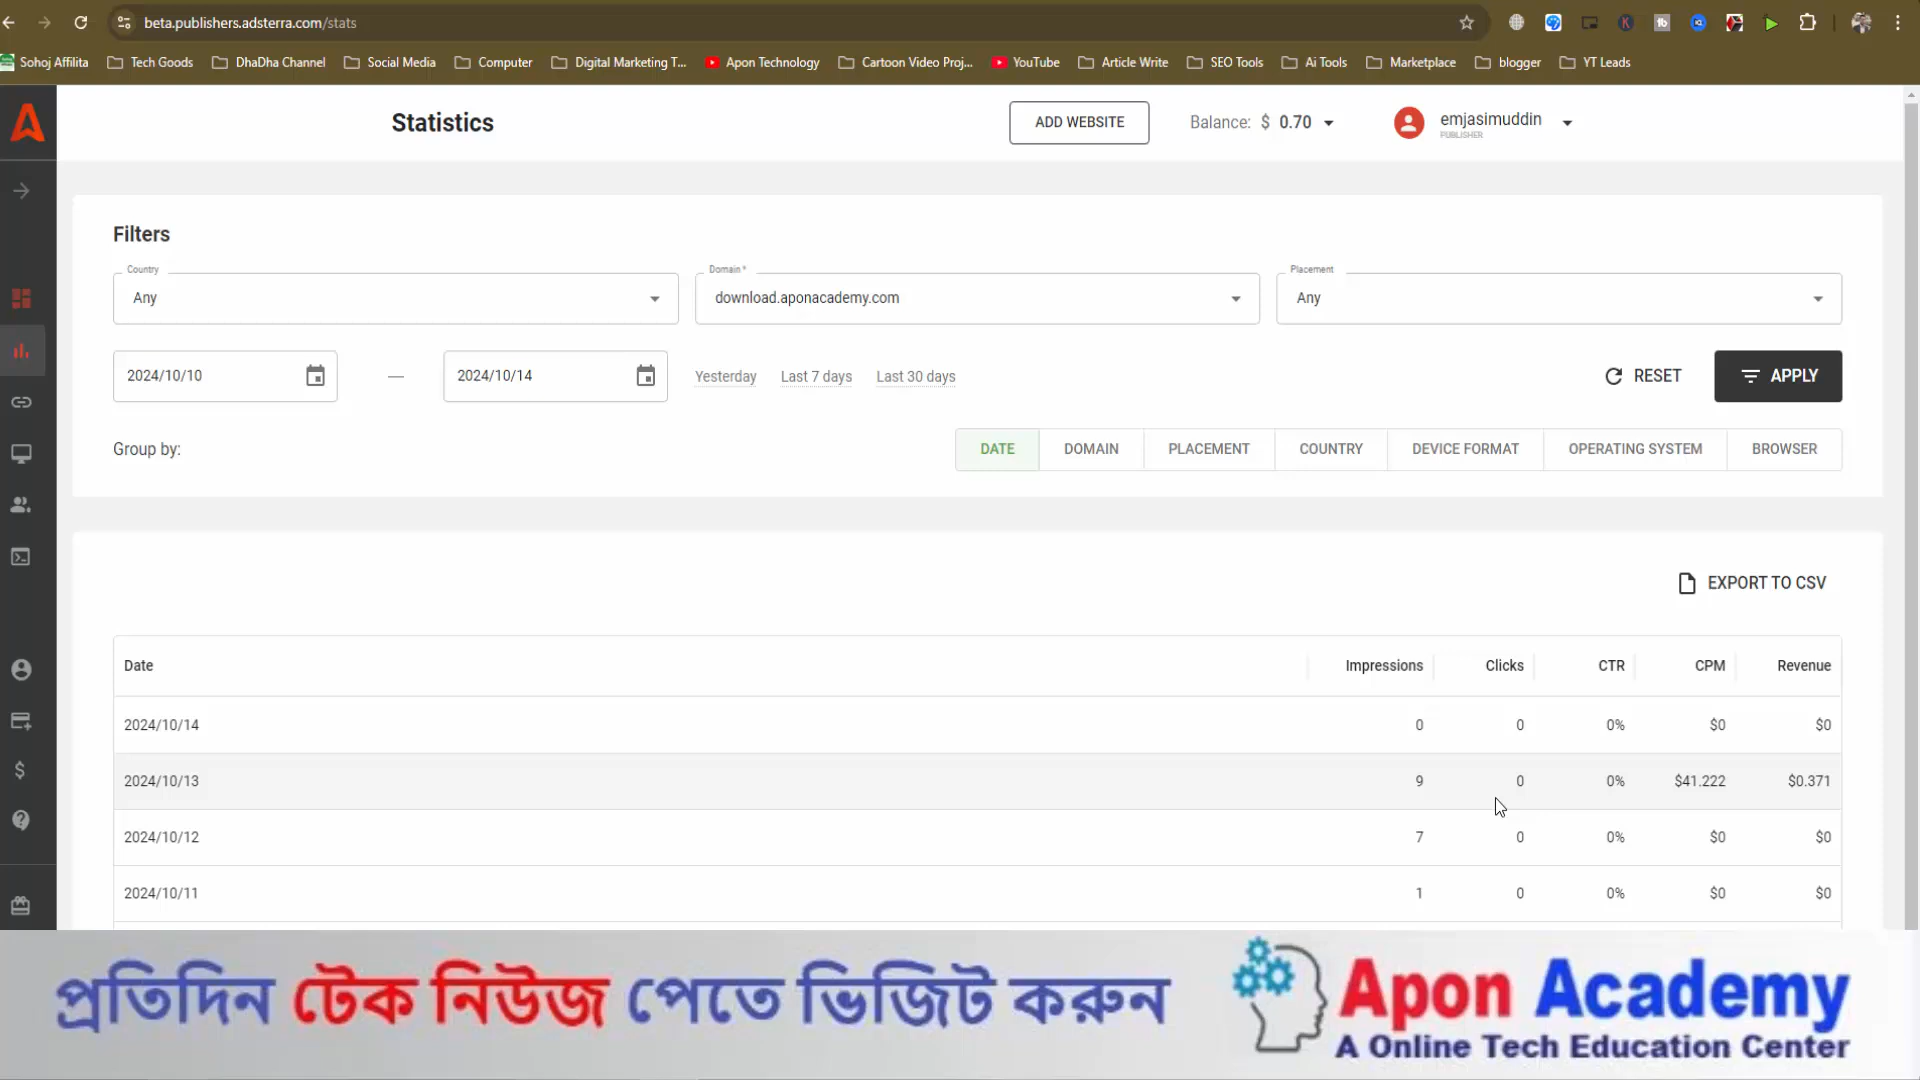 beta.publishers.adsterra.com/stats
Sohoj Affilita Tech Goods DhaDha Channel Social Media Computer Digital Marketing T... Apon Technology Cartoon Video Proj... YouTube Article Write SEO Tools Ai Tools Marketplace blogger YT Leads
Statistics ADD WEBSITE Balance: $ 0.70 emjasimuddin
PUBLISHER
Filters
Country Domain * Placement
Any download.aponacademy.com Any
2024/10/10 — 2024/10/14 Yesterday Last 7 days Last 30 days RESET APPLY
Group by: DATE DOMAIN PLACEMENT COUNTRY DEVICE FORMAT OPERATING SYSTEM BROWSER
EXPORT TO CSV
Date Impressions Clicks CTR CPM Revenue
2024/10/14 0 0 0% $0 $0
2024/10/13 9 0 0% $41.222 $0.371
2024/10/12 7 0 0% $0 $0
2024/10/11 1 0 0% $0 $0
প্রতিদিন টেক নিউজ পেতে ভিজিট করুন Apon Academy
A Online Tech Education Center